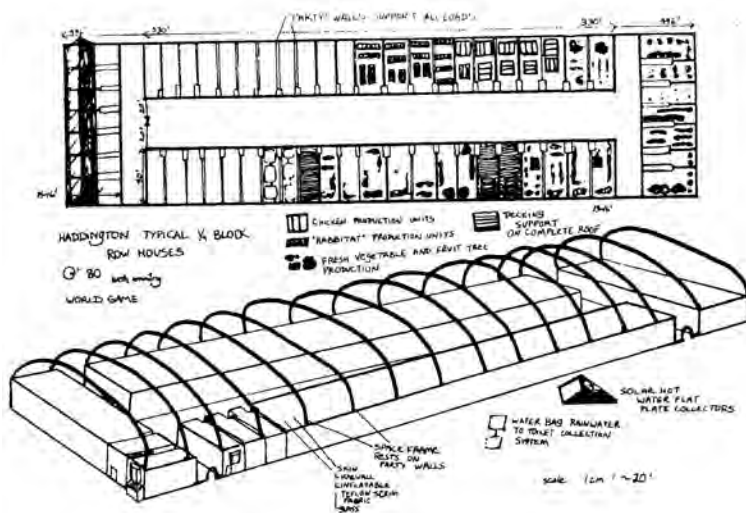 PARTY WALLS SUPPORT ALL LOADS
330'
330'
HADDINGTON TYPICAL 1/4 BLOCK
ROW HOUSES
'80
WORLD GAME
CHICKEN PRODUCTION UNITS
"RABBITAT" PRODUCTION UNITS
FRESH VEGETABLE AND FRUIT TREE
PRODUCTION
DECKING
SUPPORT
ON COMPLETE ROOF
SOLAR HOT
WATER FLAT
PLATE COLLECTORS
WATER BAG RAINWATER
TO TOILET COLLECTION
SYSTEM
SPACE FRAME
RESTS ON
PARTY WALLS
SKIN
INFLATABLE
TEFLON SCRIM
FABRIC
scale 1cm ~20'